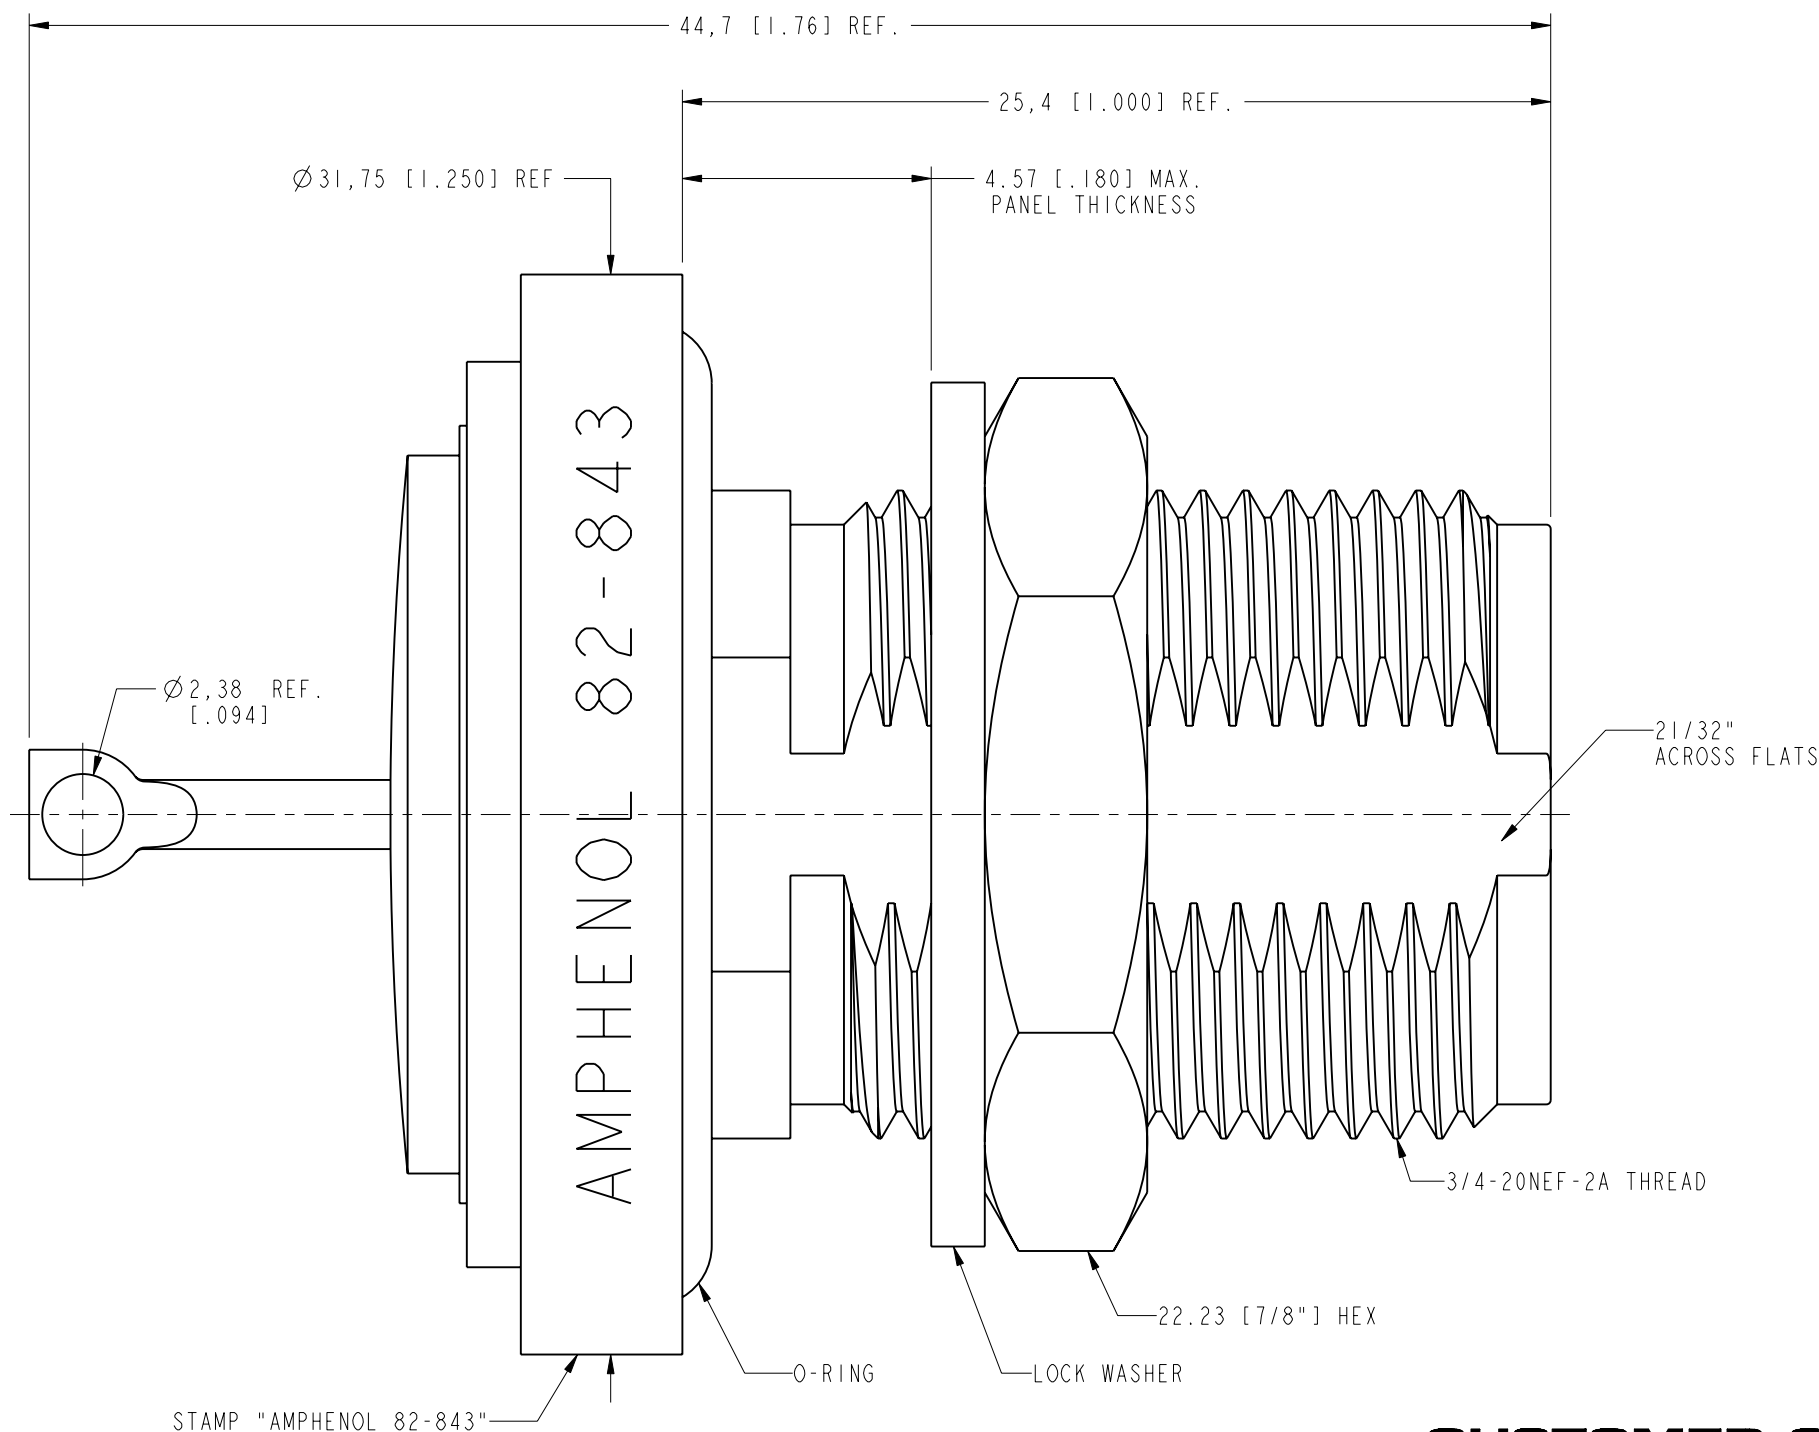 44,7 [1.76] REF.
25,4 [1.000] REF.
Ø31,75 [1.250] REF
4.57 [.180] MAX.
PANEL THICKNESS
AMPHENOL 82-843
Ø2,38 REF.
[.094]
21/32"
ACROSS FLATS
3/4-20NEF-2A THREAD
22.23 [7/8"] HEX
O-RING
LOCK WASHER
STAMP "AMPHENOL 82-843"